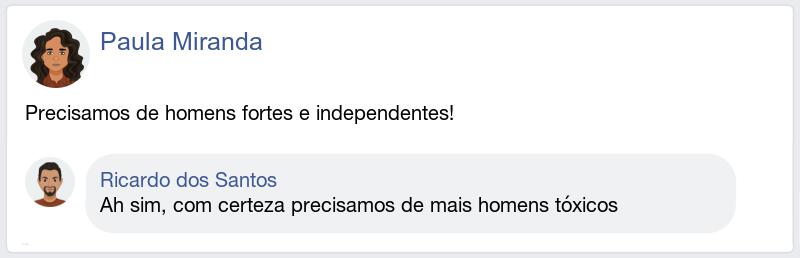 Paula Miranda
Precisamos de homens fortes e independentes!
Ricardo dos Santos
Ah sim, com certeza precisamos de mais homens tóxicos